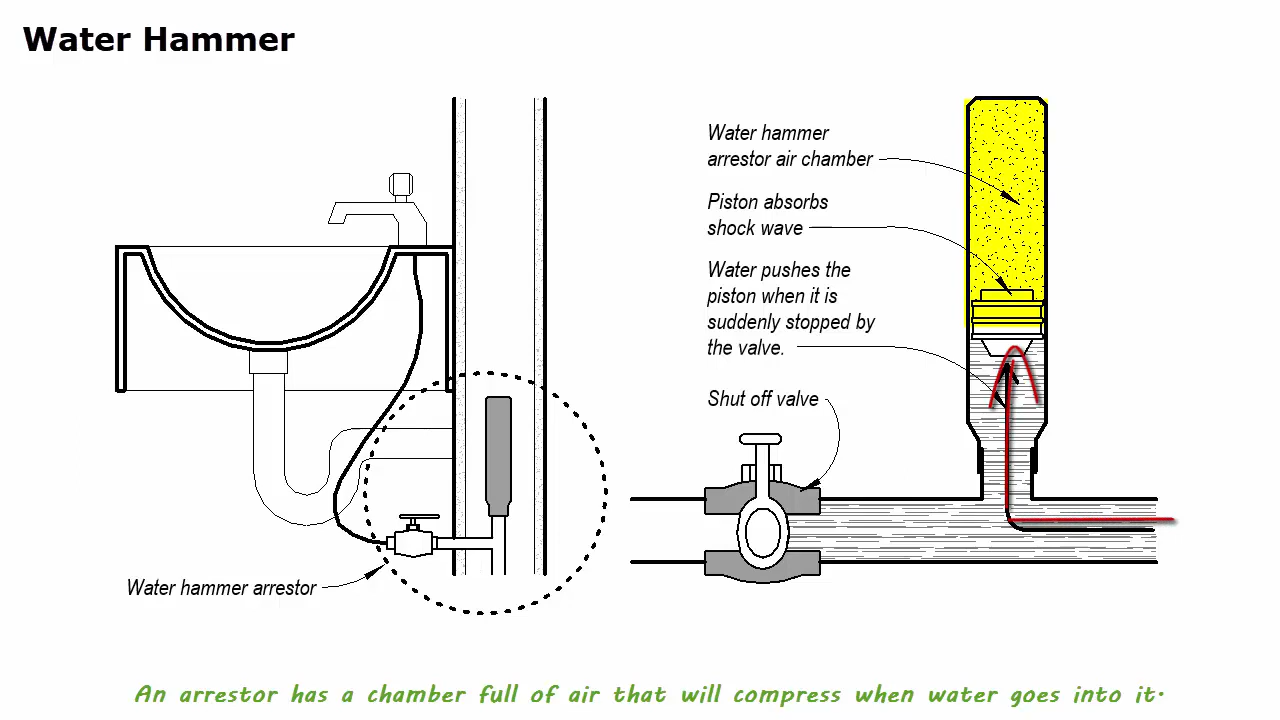 Water Hammer
Water hammer
arrestor air chamber
Piston absorbs
shock wave
Water pushes the
piston when it is
suddenly stopped by
the valve.
Shut off valve
Water hammer arrestor
An arrestor has a chamber full of air that will compress when water goes into it.